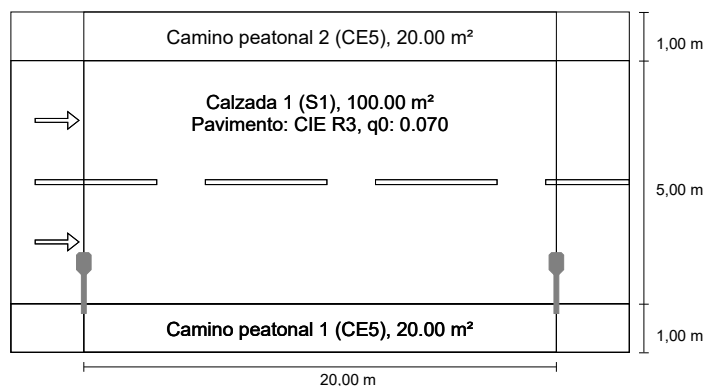 Camino peatonal 2 (CE5), 20.00 m²
1,00 m
Calzada 1 (S1), 100.00 m²
Pavimento: CIE R3, q0: 0.070
5,00 m
Camino peatonal 1 (CE5), 20.00 m²
1,00 m
20,00 m